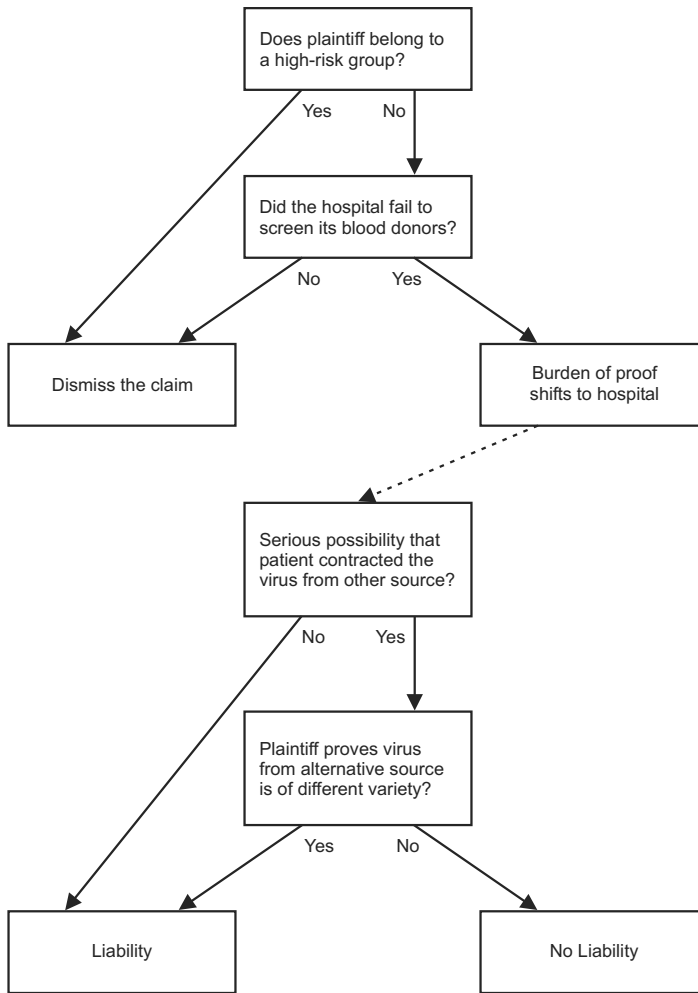 Does plaintiff belong to
a high-risk group?
Yes
No
Did the hospital fail to
screen its blood donors?
No
Yes
Dismiss the claim
Burden of proof
shifts to hospital
Serious possibility that
patient contracted the
virus from other source?
No
Yes
Plaintiff proves virus
from alternative source
is of different variety?
Yes
No
Liability
No Liability